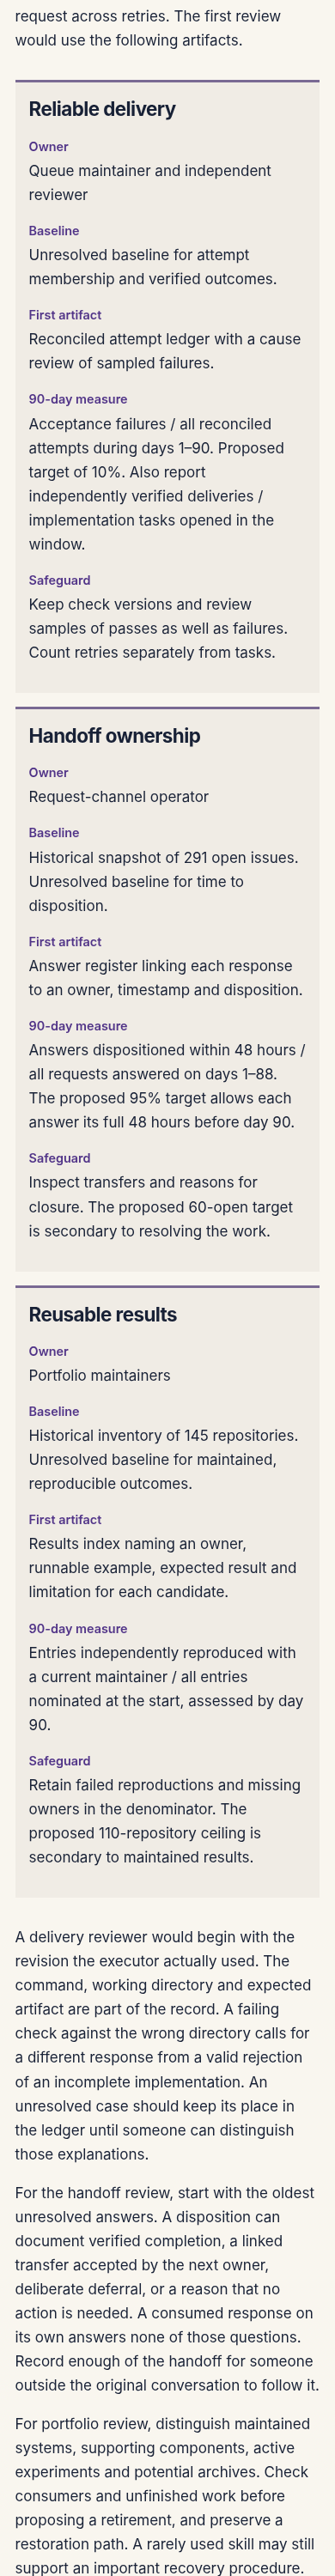 request across retries. The first review
would use the following artifacts.
Reliable delivery
Owner
Queue maintainer and independent
reviewer
Baseline
Unresolved baseline for attempt
membership and verified outcomes.
First artifact
Reconciled attempt ledger with a cause
review of sampled failures.
90-day measure
Acceptance failures / all reconciled
attempts during days 1–90. Proposed
target of 10%. Also report
independently verified deliveries /
implementation tasks opened in the
window.
Safeguard
Keep check versions and review
samples of passes as well as failures.
Count retries separately from tasks.
Handoff ownership
Owner
Request-channel operator
Baseline
Historical snapshot of 291 open issues.
Unresolved baseline for time to
disposition.
First artifact
Answer register linking each response
to an owner, timestamp and disposition.
90-day measure
Answers dispositioned within 48 hours /
all requests answered on days 1–88.
The proposed 95% target allows each
answer its full 48 hours before day 90.
Safeguard
Inspect transfers and reasons for
closure. The proposed 60-open target
is secondary to resolving the work.
Reusable results
Owner
Portfolio maintainers
Baseline
Historical inventory of 145 repositories.
Unresolved baseline for maintained,
reproducible outcomes.
First artifact
Results index naming an owner,
runnable example, expected result and
limitation for each candidate.
90-day measure
Entries independently reproduced with
a current maintainer / all entries
nominated at the start, assessed by day
90.
Safeguard
Retain failed reproductions and missing
owners in the denominator. The
proposed 110-repository ceiling is
secondary to maintained results.
A delivery reviewer would begin with the
revision the executor actually used. The
command, working directory and expected
artifact are part of the record. A failing
check against the wrong directory calls for
a different response from a valid rejection
of an incomplete implementation. An
unresolved case should keep its place in
the ledger until someone can distinguish
those explanations.
For the handoff review, start with the oldest
unresolved answers. A disposition can
document verified completion, a linked
transfer accepted by the next owner,
deliberate deferral, or a reason that no
action is needed. A consumed response on
its own answers none of those questions.
Record enough of the handoff for someone
outside the original conversation to follow it.
For portfolio review, distinguish maintained
systems, supporting components, active
experiments and potential archives. Check
consumers and unfinished work before
proposing a retirement, and preserve a
restoration path. A rarely used skill may still
support an important recovery procedure.